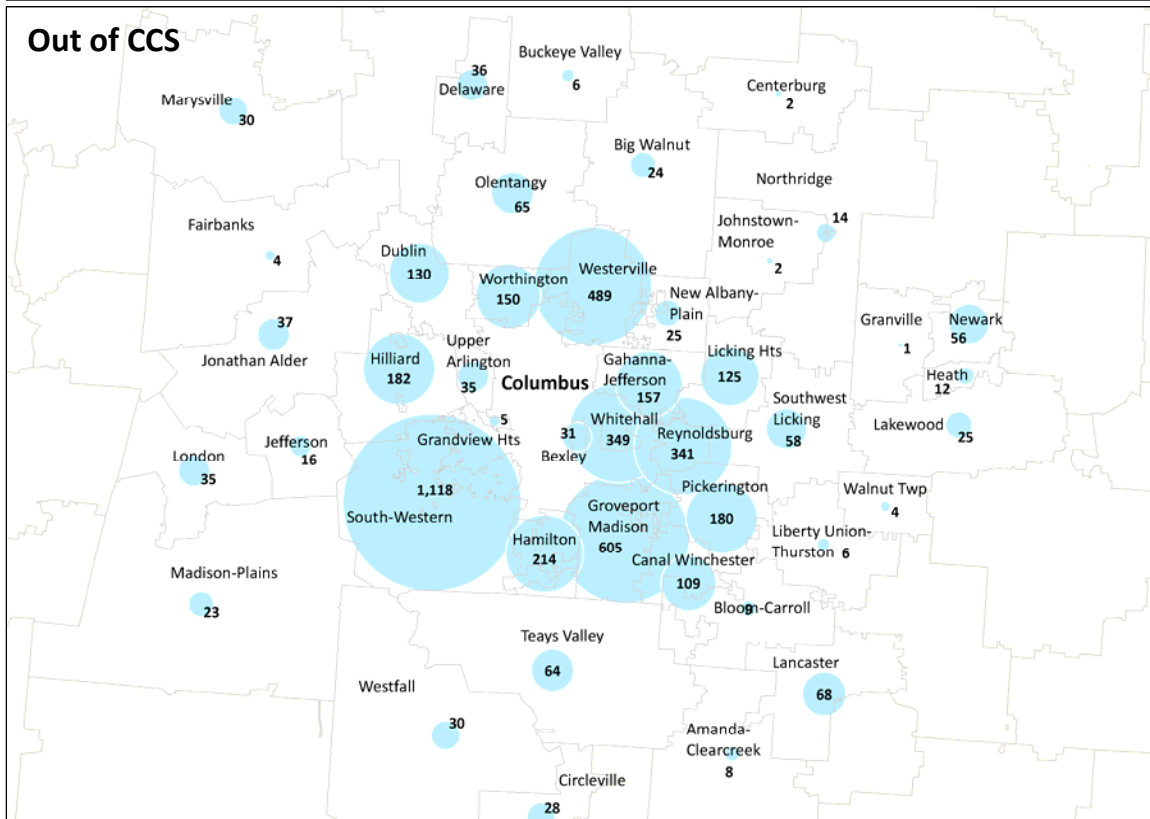 Out of CCS
Buckeye Valley
6
36
Delaware
Centerburg
2
Marysville
30
Big Walnut
24
Olentangy
65
Northridge
14
Johnstown-
Monroe
2
Fairbanks
4
Dublin
130
Worthington
150
Westerville
489
New Albany-
Plain
25
Granville
1
Newark
56
37
Jonathan Alder
Hilliard
182
Upper
Arlington
35
Columbus
Gahanna-
Jefferson
157
Licking Hts
125
Heath
12
Southwest
Licking
58
Lakewood
25
5
Grandview Hts
31
Bexley
Whitehall
349
Reynoldsburg
341
Jefferson
16
London
35
1,118
South-Western
Pickerington
180
Walnut Twp
4
Groveport
Madison
605
Hamilton
214
Canal Winchester
109
Liberty Union-
Thurston 6
Madison-Plains
23
Bloom-Carroll
9
Teays Valley
64
Lancaster
68
Westfall
30
Amanda-
Clearcreek
8
Circleville
28